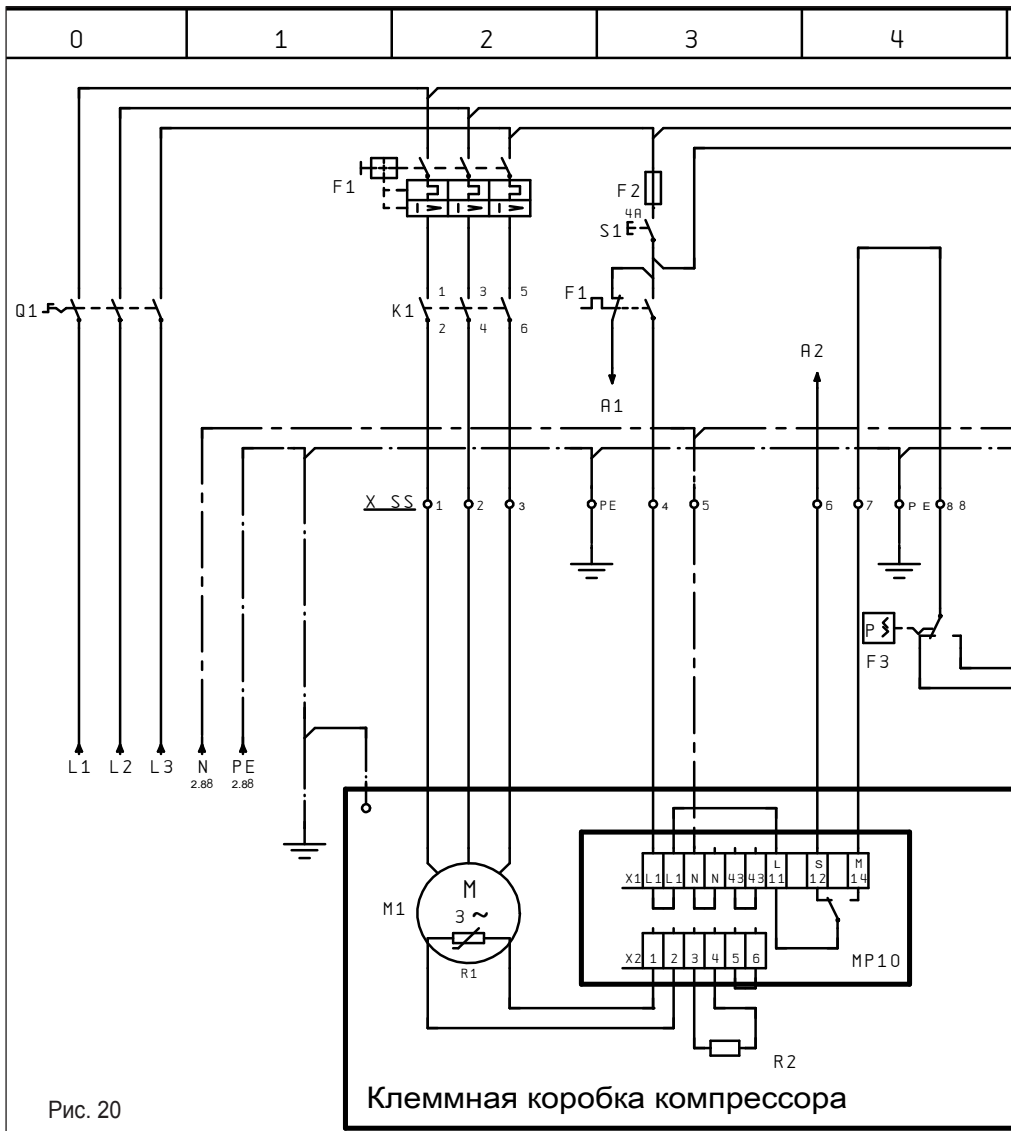 0 1 2 3 4
F1
F2
4A
S1
Q1
K1
1 3 5
2 4 6
F1
A2
A1
X SS 1 2 3 PE 4 5 6 7 P E 8 8
P
F3
L1 L2 L3 N PE
2.88 2.88
M1
M
3 ~
R1
L S M
X1 L1 L1 N N 43 43 11 12 14
X2 1 2 3 4 5 6
MP10
R2
Рис. 20
Клеммная коробка компрессора